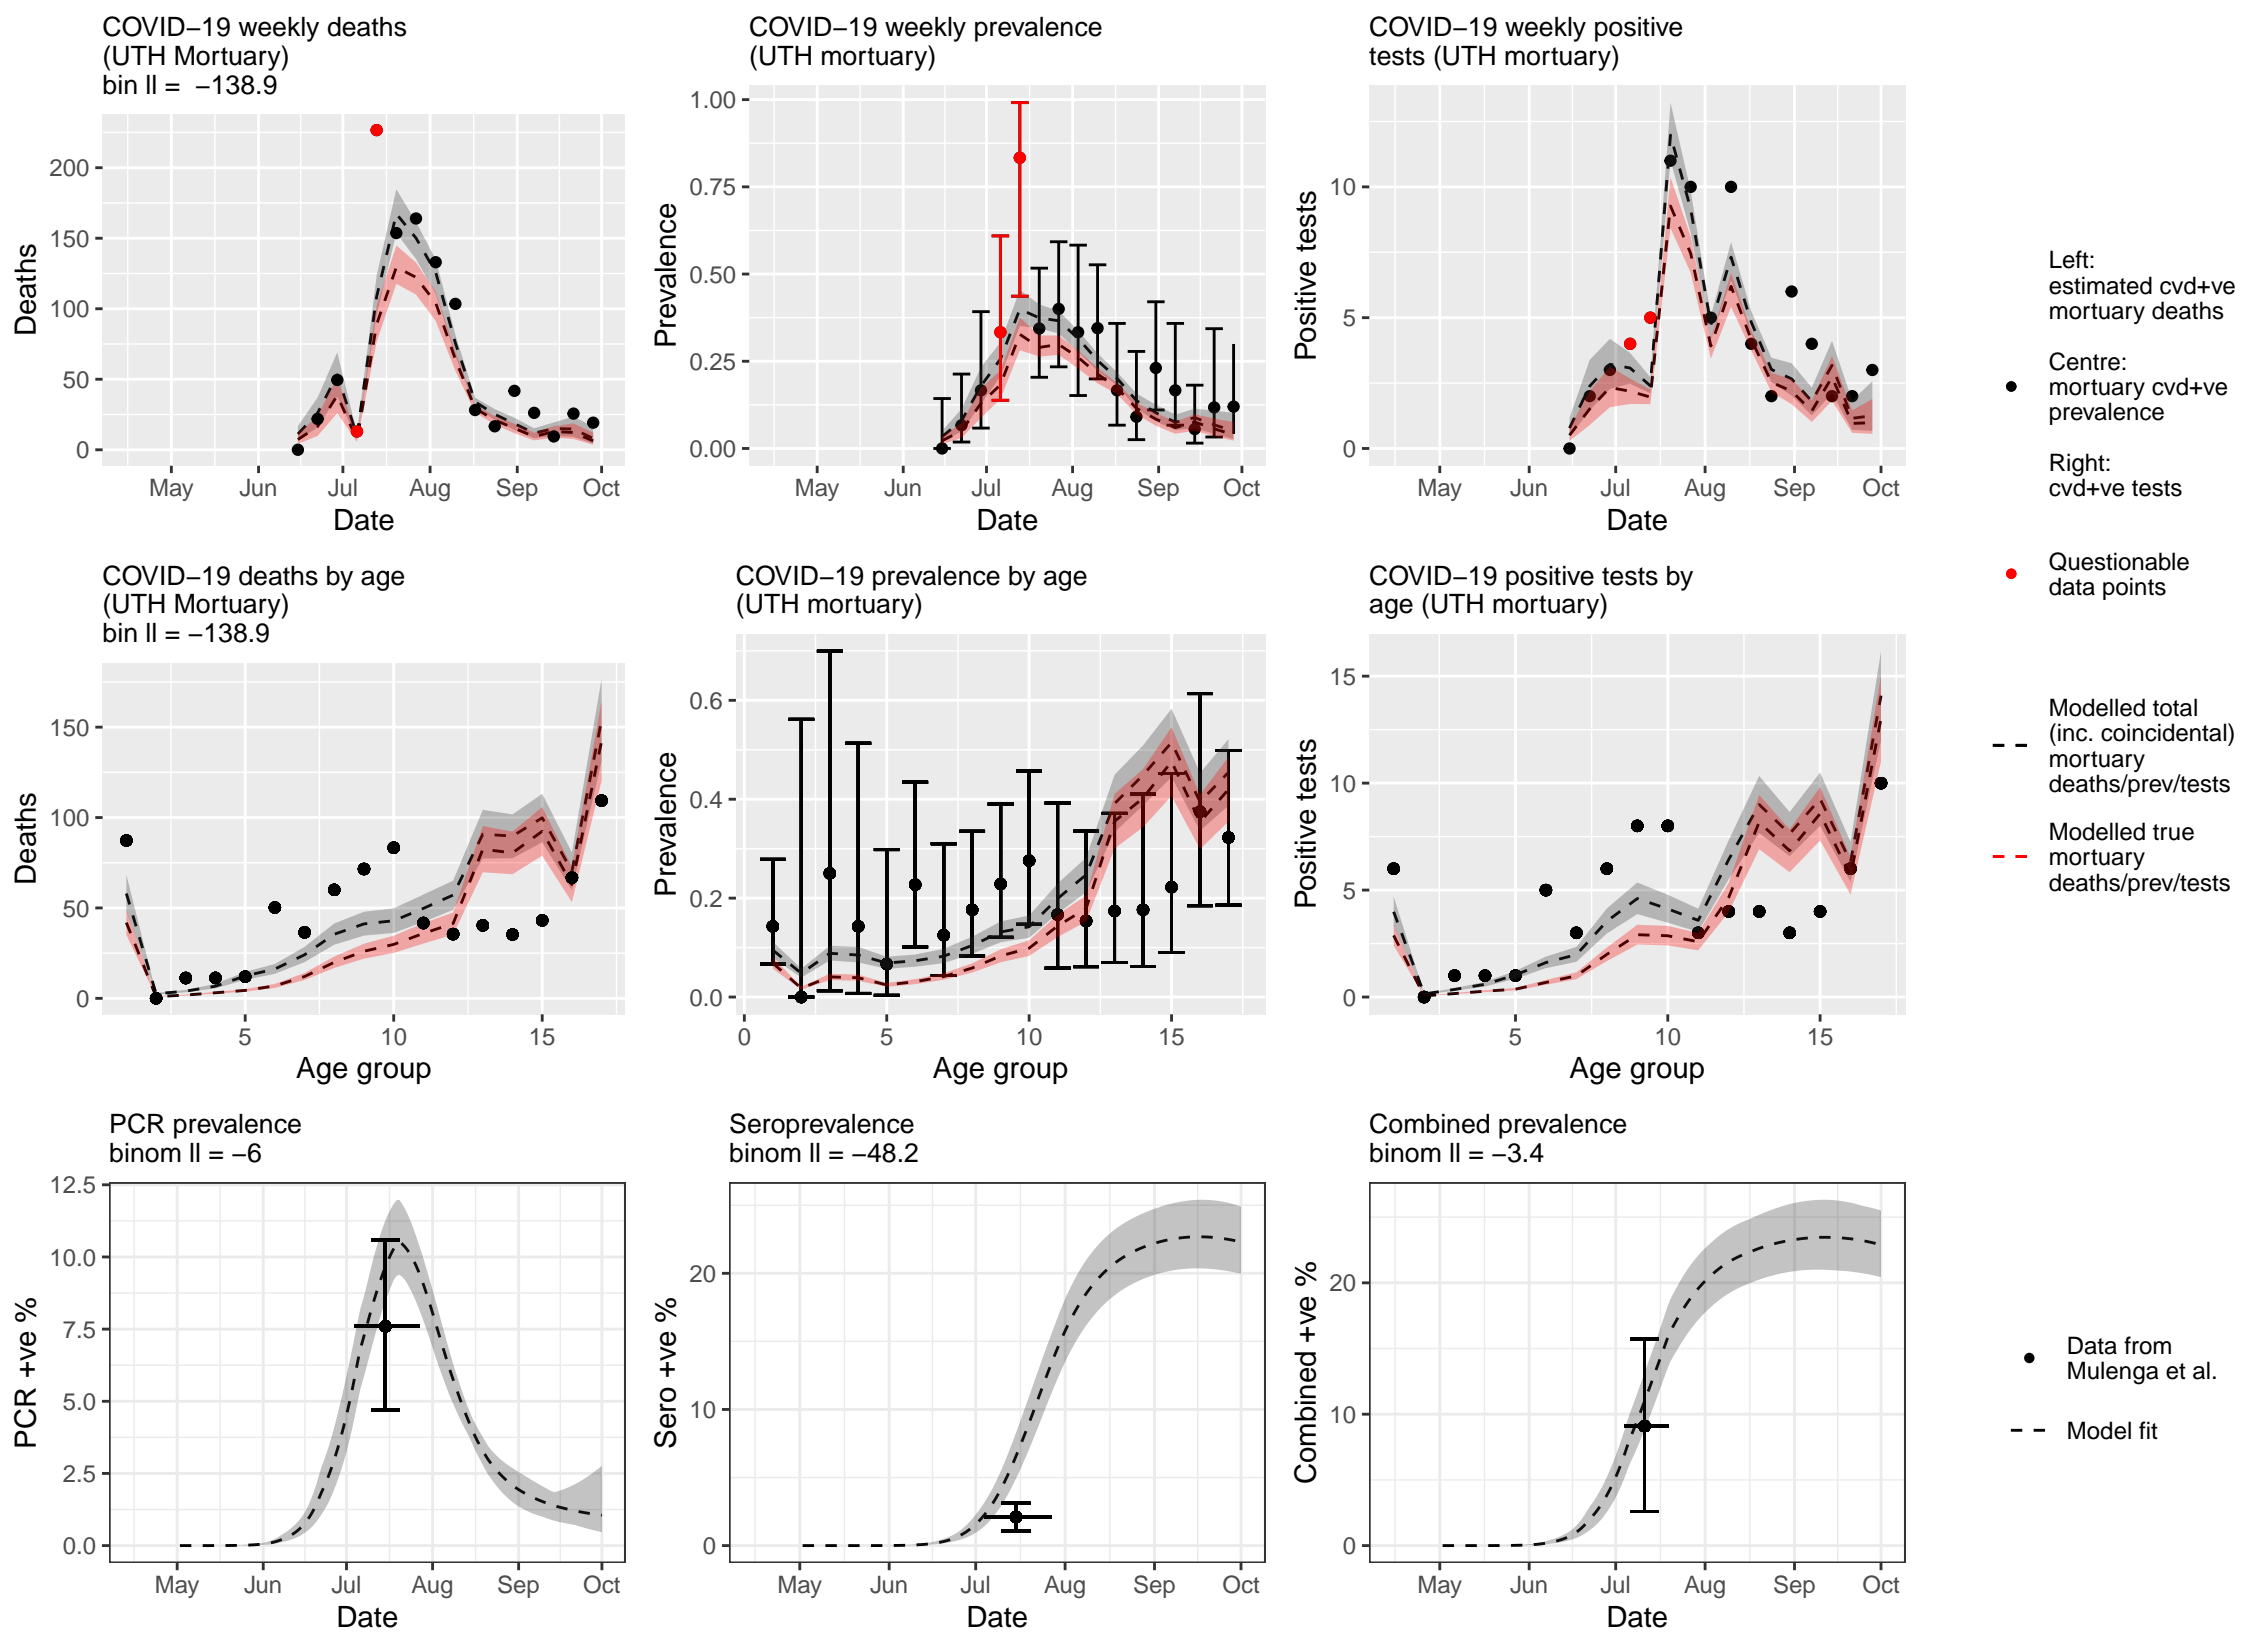 COVID−19 weekly deaths
(UTH Mortuary)
bin ll =  −138.9
Deaths
200
150
100
50
0
May Jun Jul Aug Sep Oct
Date
COVID−19 weekly prevalence
(UTH mortuary)
Prevalence
1.00
0.75
0.50
0.25
0.00
May Jun Jul Aug Sep Oct
Date
COVID−19 weekly positive
tests (UTH mortuary)
Positive tests
10
5
0
May Jun Jul Aug Sep Oct
Date
Left:
estimated cvd+ve
mortuary deaths
Centre:
mortuary cvd+ve
prevalence
Right:
cvd+ve tests
Questionable
data points
Modelled total
(inc. coincidental)
mortuary
deaths/prev/tests
Modelled true
mortuary
deaths/prev/tests
COVID−19 deaths by age
(UTH Mortuary)
bin ll = −138.9
Deaths
150
100
50
0
5 10 15
Age group
COVID−19 prevalence by age
(UTH mortuary)
Prevalence
0.6
0.4
0.2
0.0
0 5 10 15
Age group
COVID−19 positive tests by
age (UTH mortuary)
Positive tests
15
10
5
0
5 10 15
Age group
PCR prevalence
binom ll = −6
PCR +ve %
12.5
10.0
7.5
5.0
2.5
0.0
May Jun Jul Aug Sep Oct
Date
Seroprevalence
binom ll = −48.2
Sero +ve %
20
10
0
May Jun Jul Aug Sep Oct
Date
Combined prevalence
binom ll = −3.4
Combined +ve %
20
10
0
May Jun Jul Aug Sep Oct
Date
Data from
Mulenga et al.
Model fit